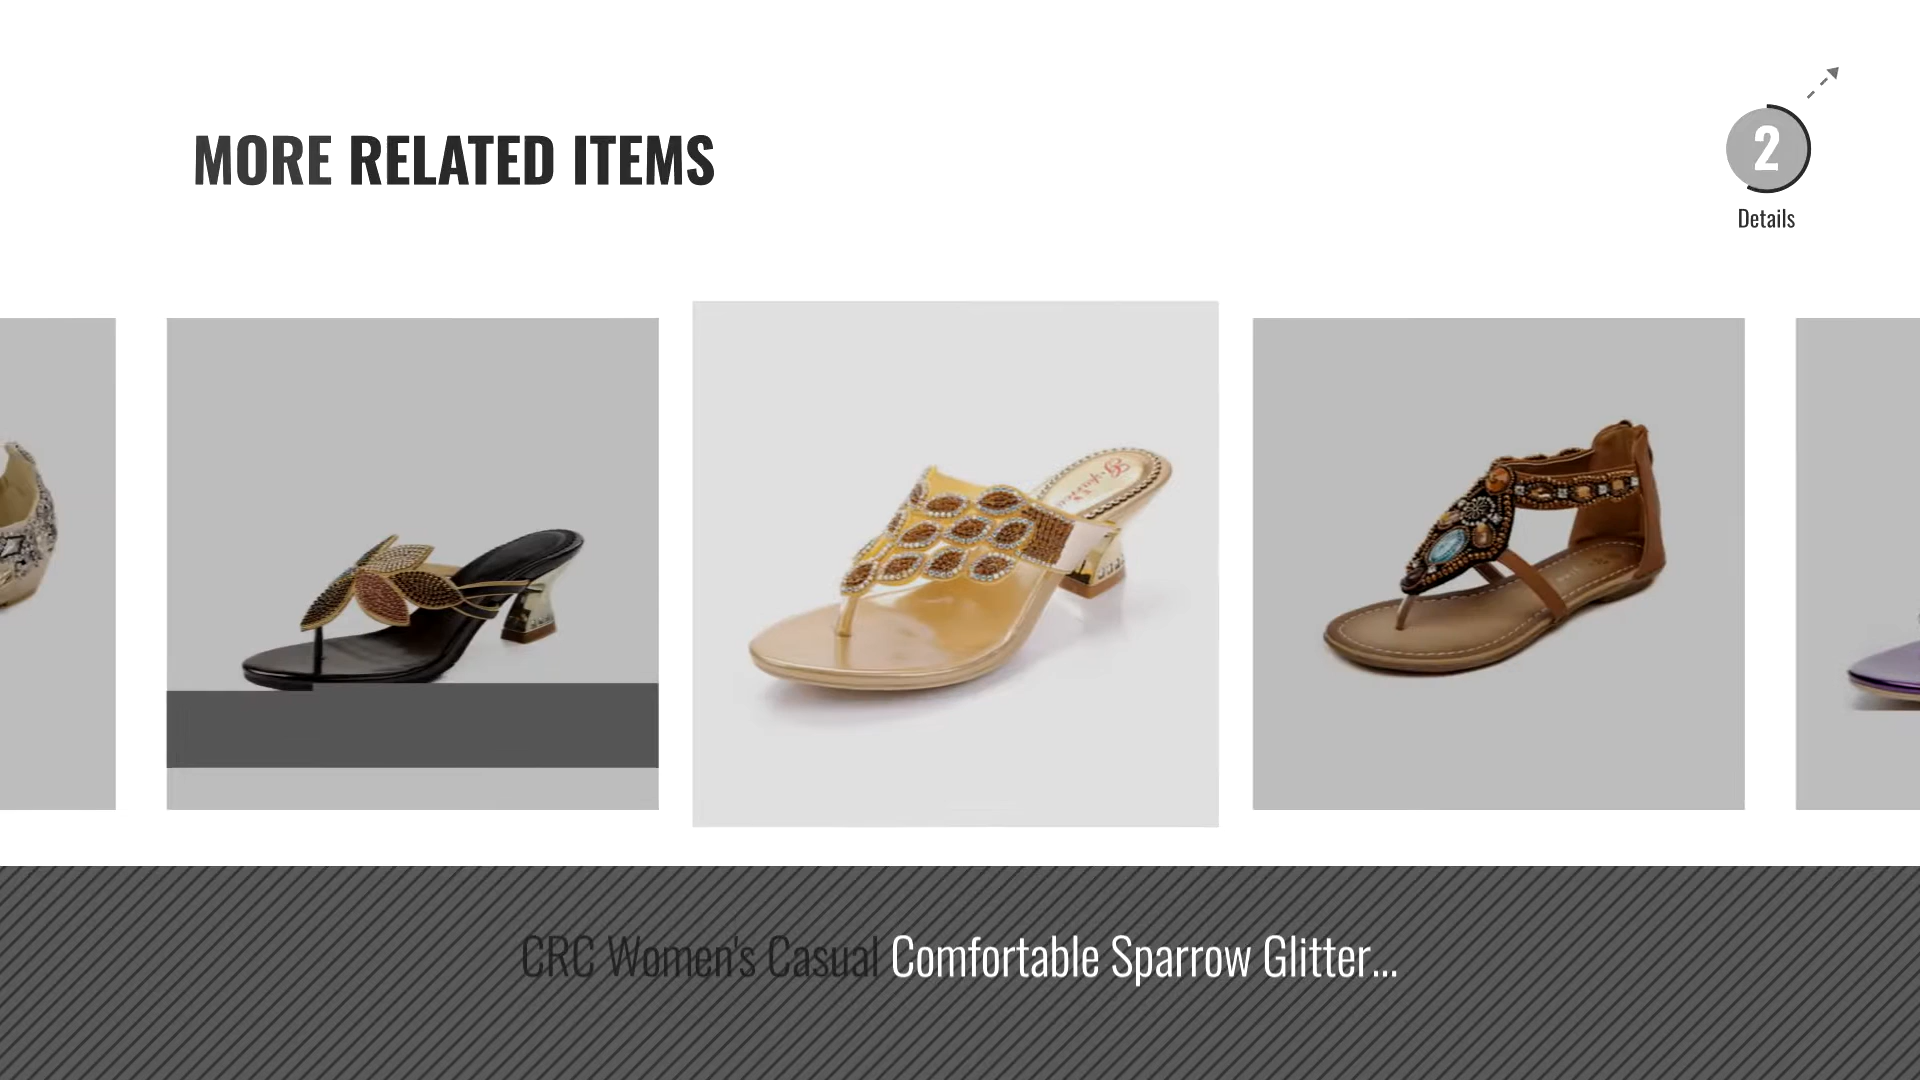 MORE RELATED ITEMS
2
Details
CRC Women's Casual Comfortable Sparrow Glitter...